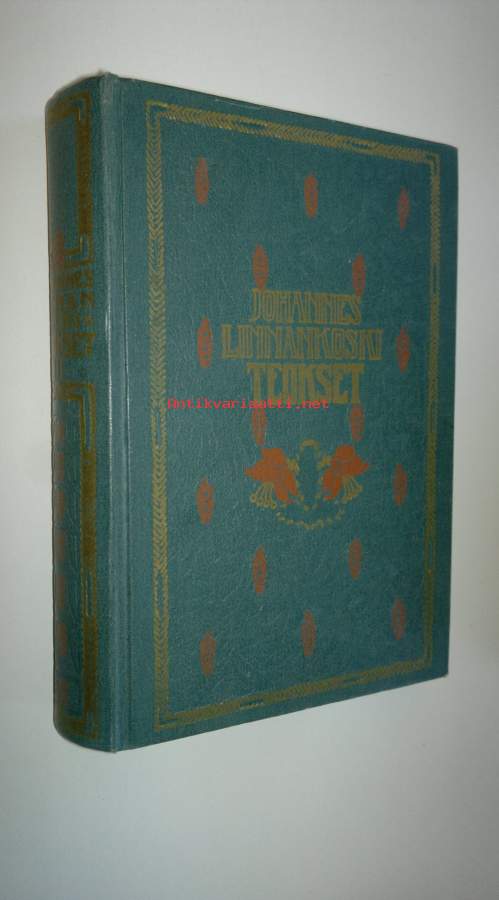 JOHANNES
LINNANKOSKI
TEOKSET
Antikvariaatti.net